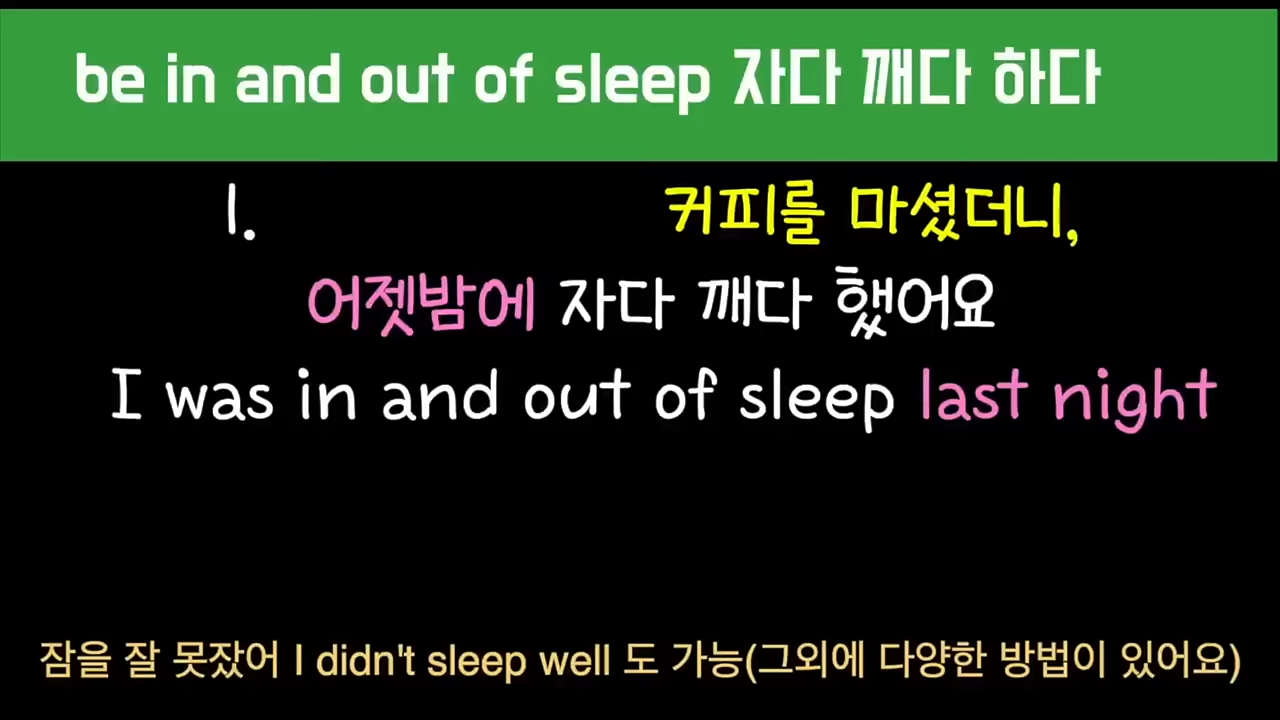 be in and out of sleep 자다 깨다 하다
1. 커피를 마셨더니,
어젯밤에 자다 깨다 했어요
I was in and out of sleep last night
잠을 잘 못잤어 I didn't sleep well 도 가능(그외에 다양한 방법이 있어요)